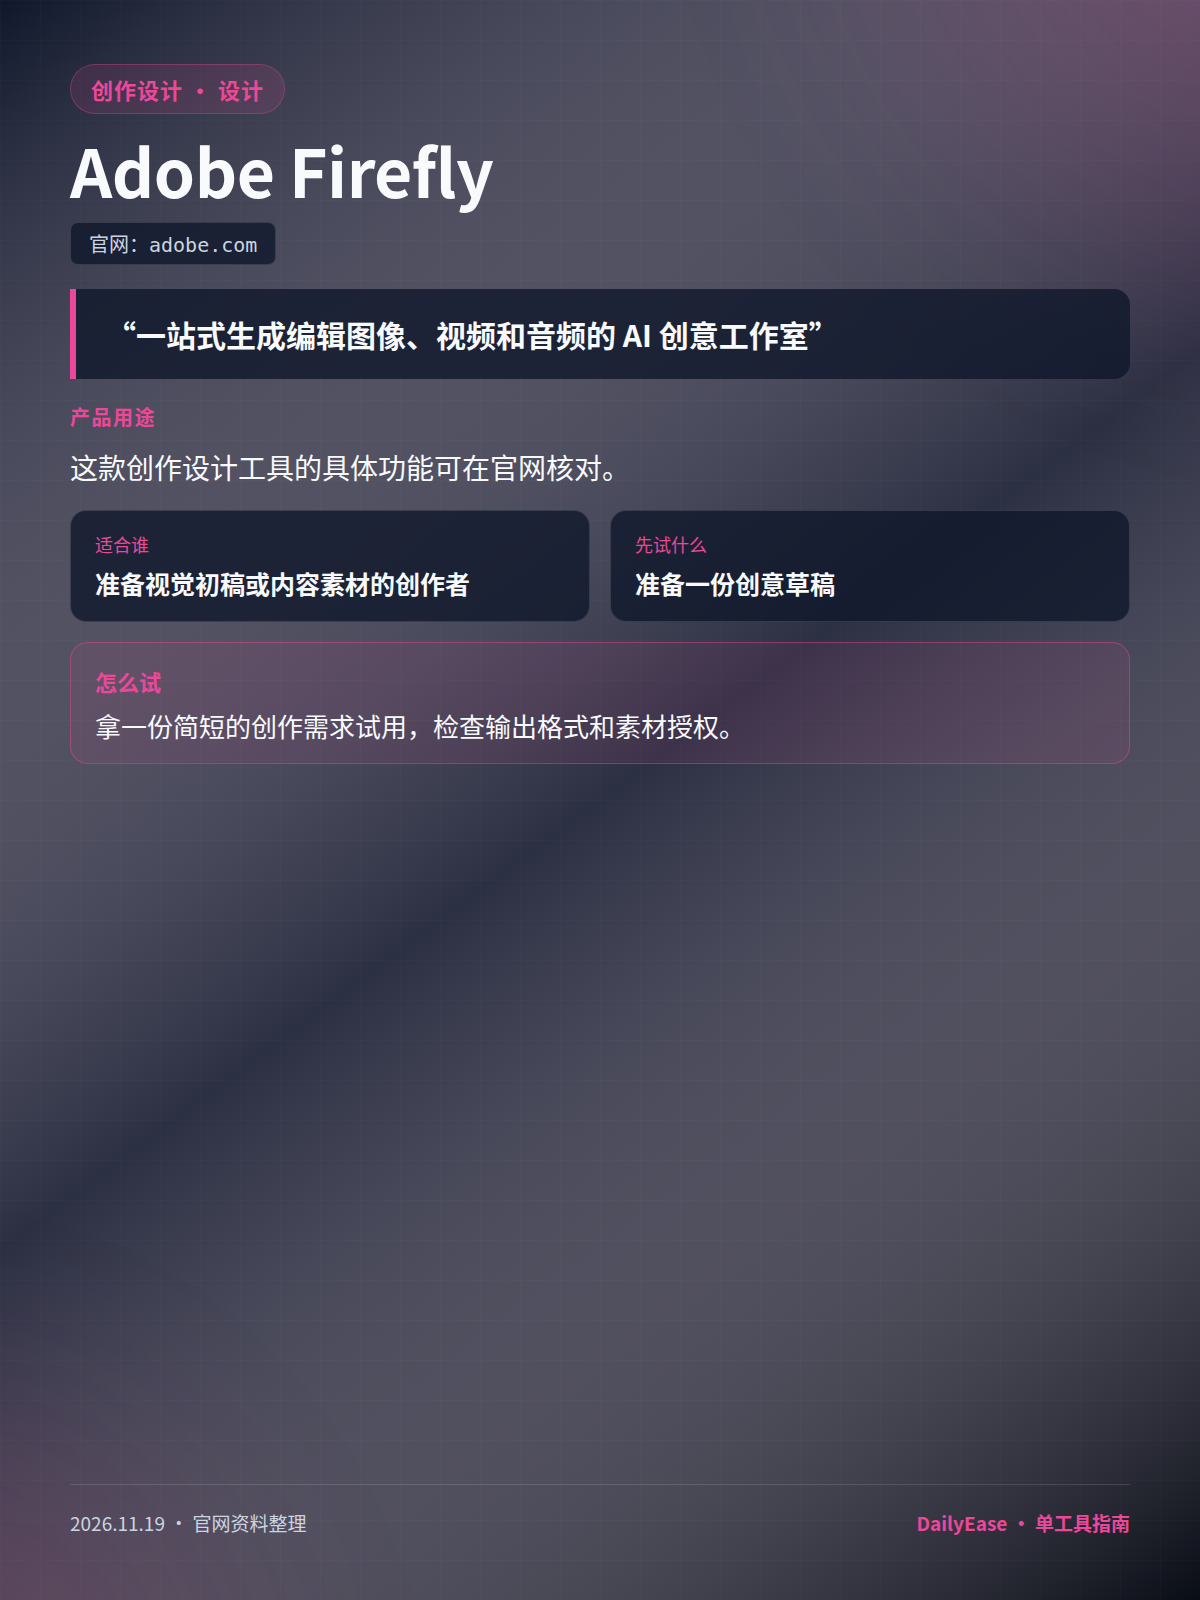 创作设计 · 设计
Adobe Firefly
官网：adobe.com
“一站式生成编辑图像、视频和音频的 AI 创意工作室”
产品用途
这款创作设计工具的具体功能可在官网核对。
适合谁
准备视觉初稿或内容素材的创作者
先试什么
准备一份创意草稿
怎么试
拿一份简短的创作需求试用，检查输出格式和素材授权。
2026.11.19 · 官网资料整理
DailyEase · 单工具指南